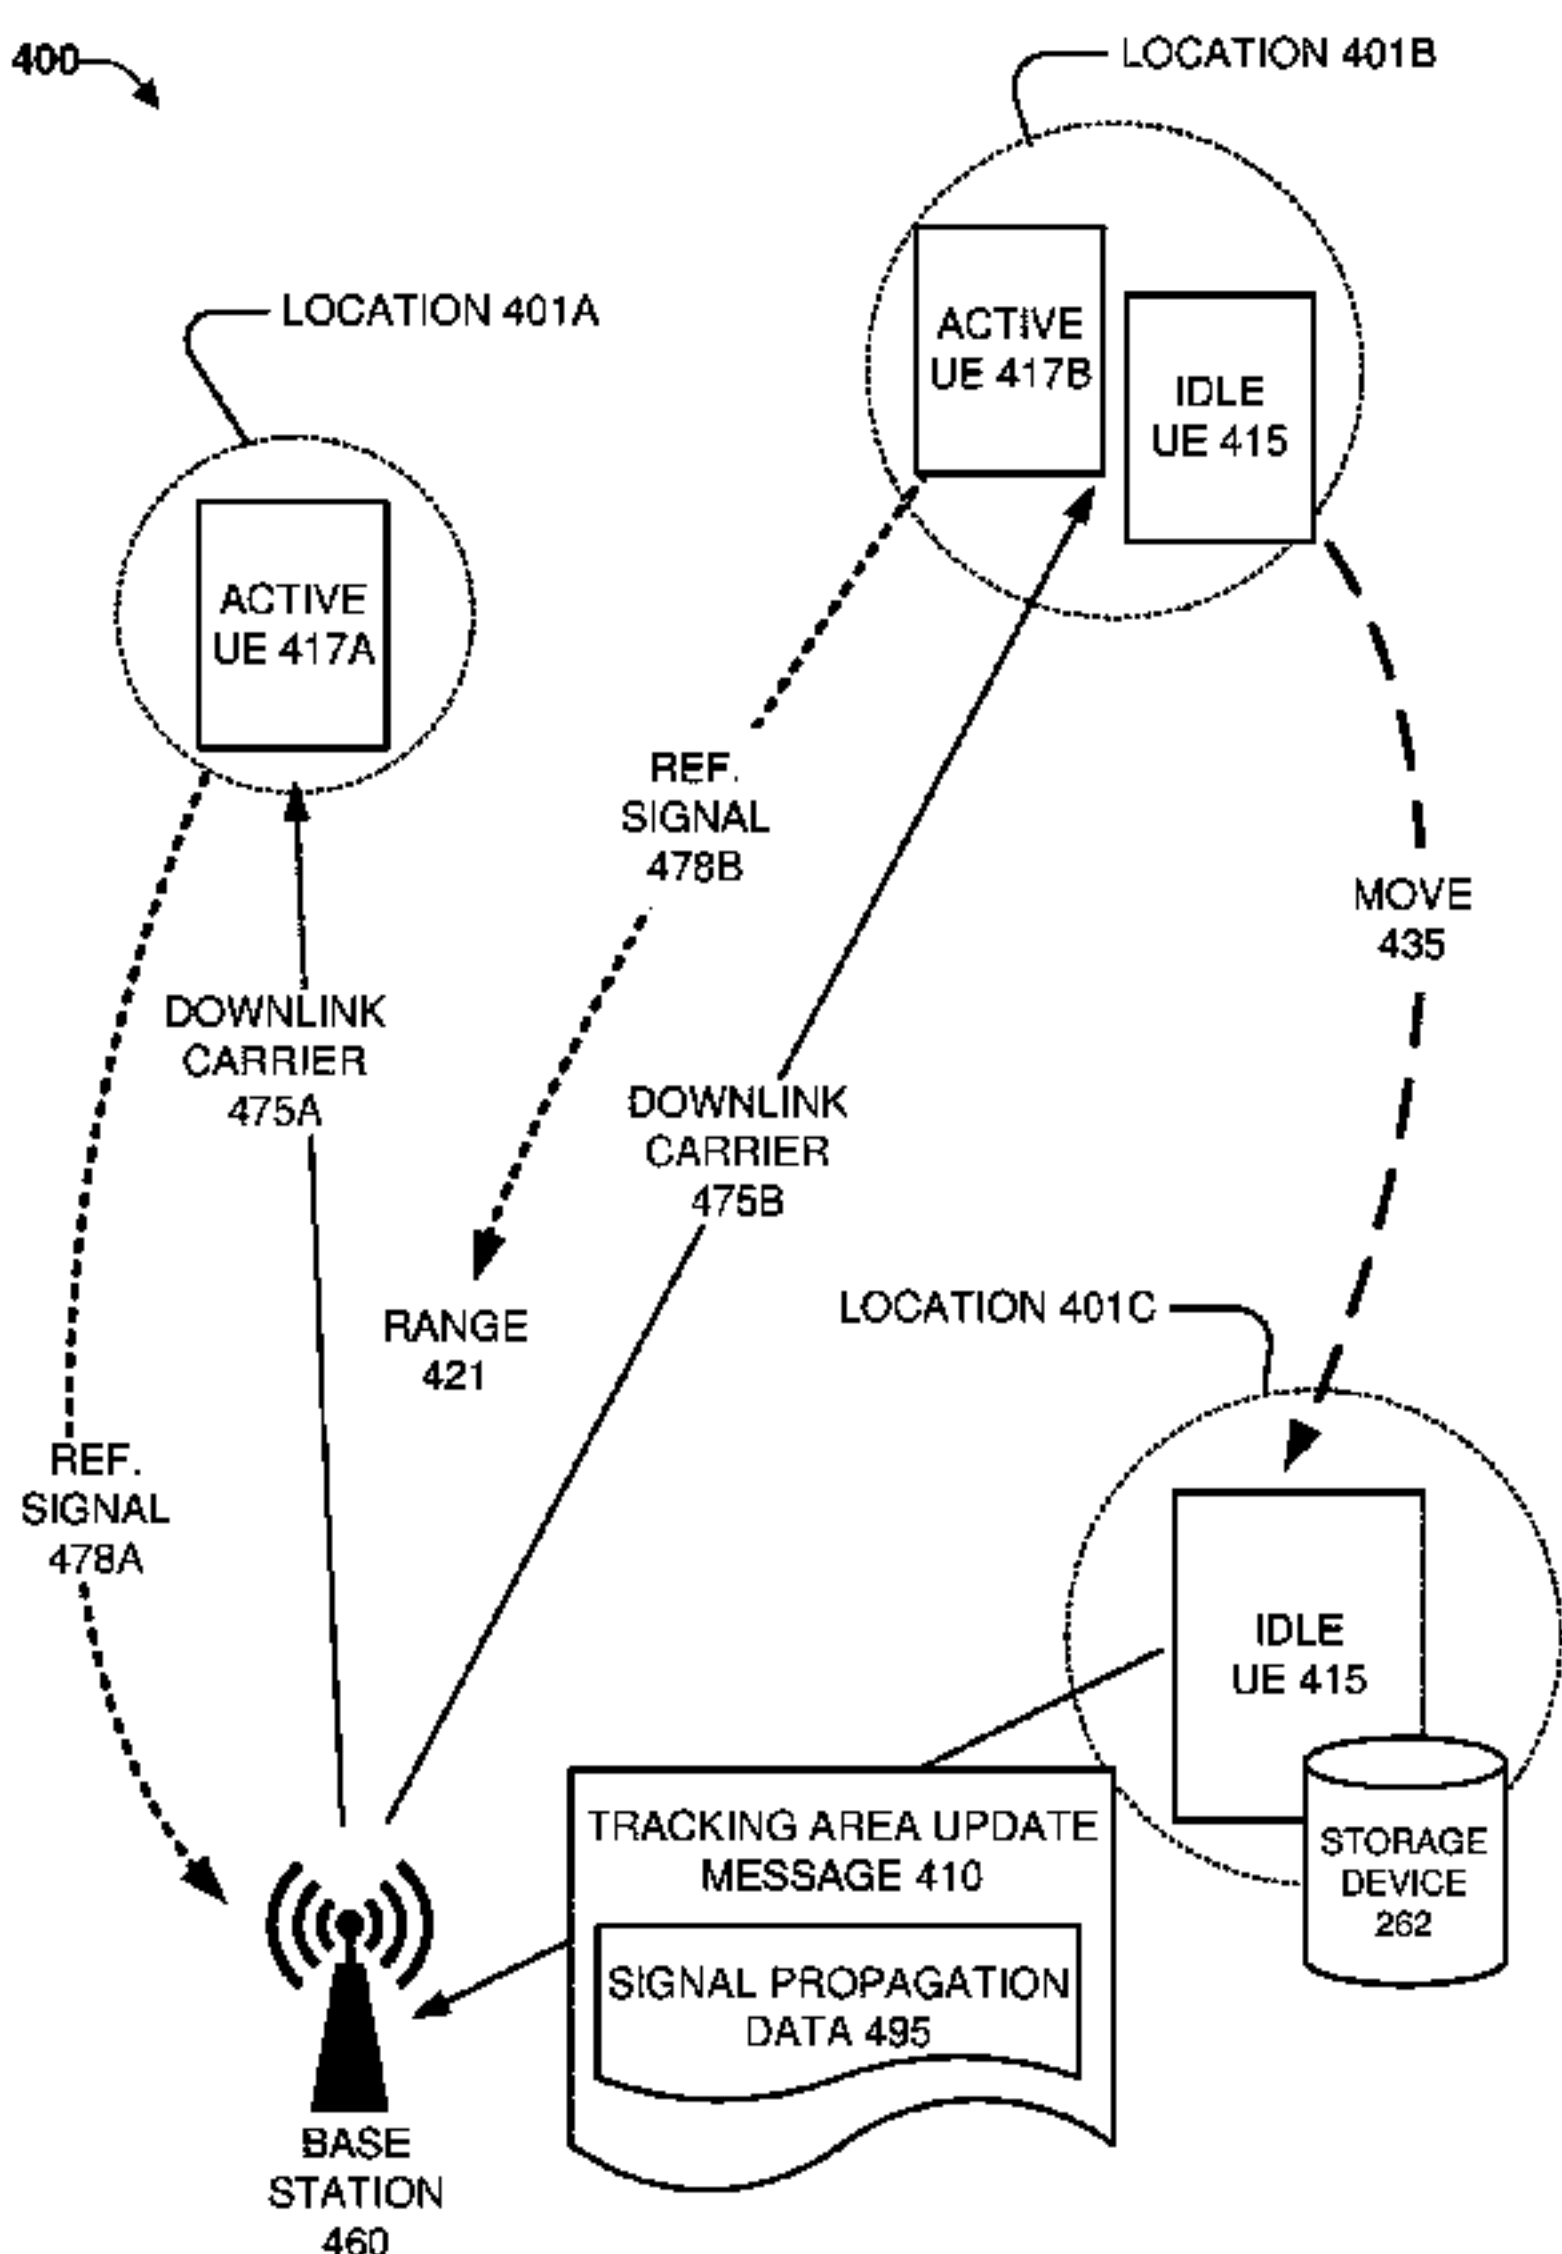 400
LOCATION 401B
LOCATION 401A
ACTIVE
UE 417B
IDLE
UE 415
ACTIVE
UE 417A
REF.
SIGNAL
478B
MOVE
435
DOWNLINK
CARRIER
475A
DOWNLINK
CARRIER
475B
RANGE
421
LOCATION 401C
REF.
SIGNAL
478A
IDLE
UE 415
TRACKING AREA UPDATE
MESSAGE 410
STORAGE
DEVICE
262
SIGNAL PROPAGATION
DATA 495
BASE
STATION
460